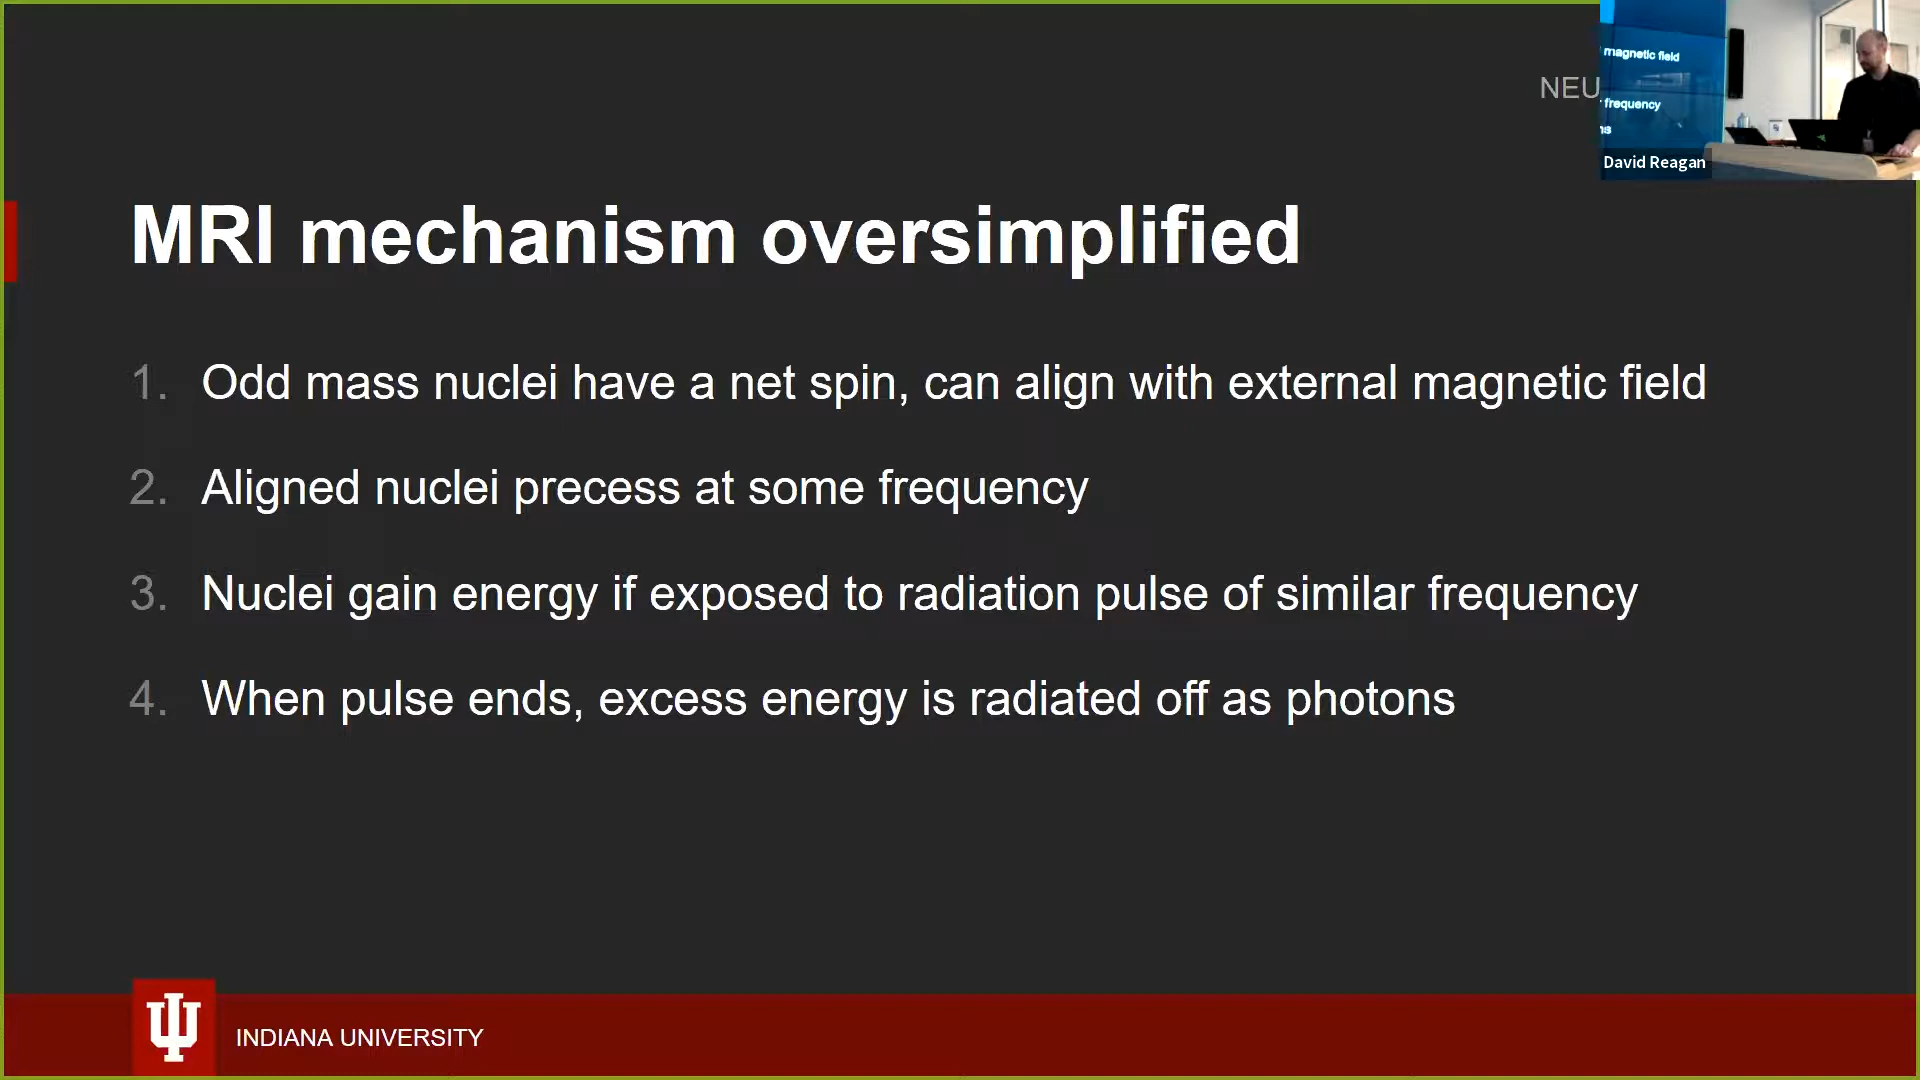 NEU
magnetic field
frequency
ns
David Reagan
MRI mechanism oversimplified
1. Odd mass nuclei have a net spin, can align with external magnetic field
2. Aligned nuclei precess at some frequency
3. Nuclei gain energy if exposed to radiation pulse of similar frequency
4. When pulse ends, excess energy is radiated off as photons
INDIANA UNIVERSITY